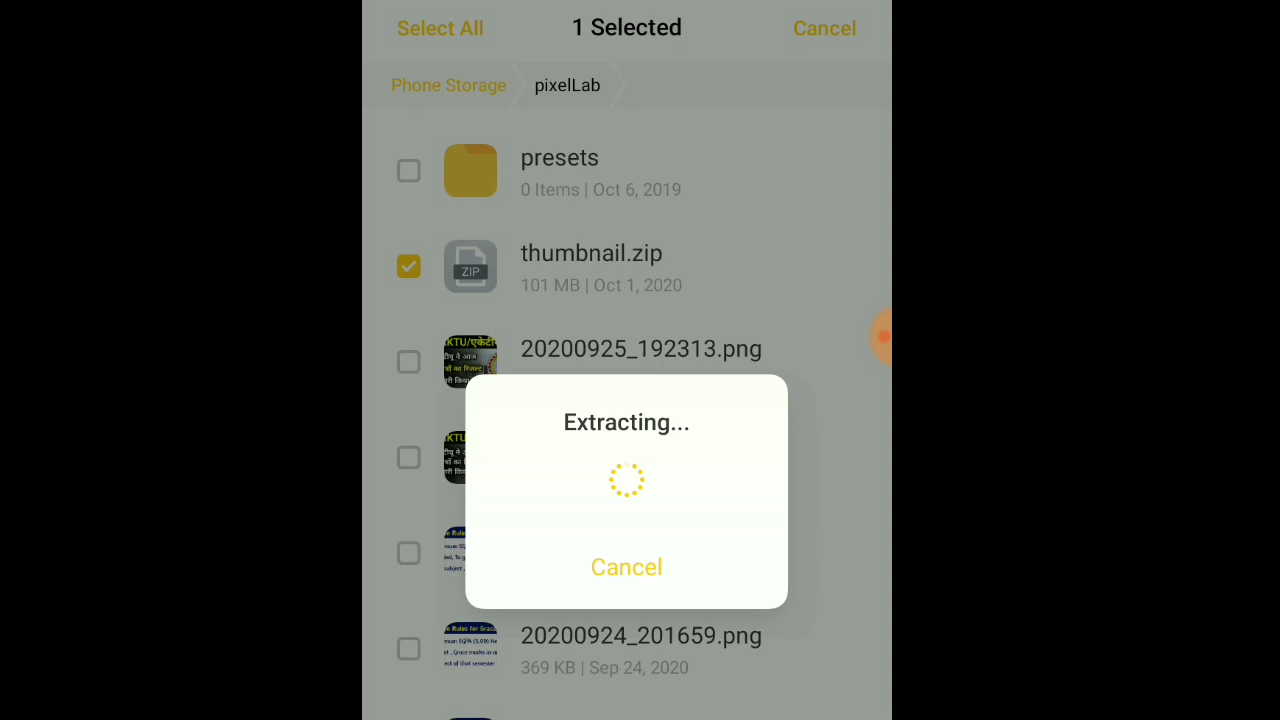 Select All 1 Selected Cancel
Phone Storage pixelLab
presets
0 Items | Oct 6, 2019
thumbnail.zip
ZIP
101 MB | Oct 1, 2020
20200925_192313.png
Extracting...
Cancel
20200924_201659.png
369 KB | Sep 24, 2020